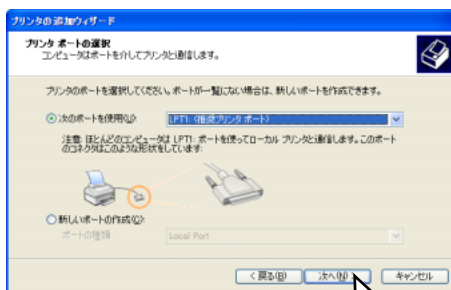 プリンタの追加ウィザード
プリンタ ポートの選択
コンピュータはポートを介してプリンタと通信します。
プリンタのポートを選択してください。ポートが一覧にない場合は、新しいポートを作成できます。
次のポートを使用(U):
LPT1: (推奨プリンタ ポート)
注意: ほとんどのコンピュータは LPT1: ポートを使ってローカル プリンタと通信します。このポート
のコネクタはこのような形状をしています:
新しいポートの作成(C):
ポートの種類
Local Port
< 戻る(B)
次へ(N) >
キャンセル